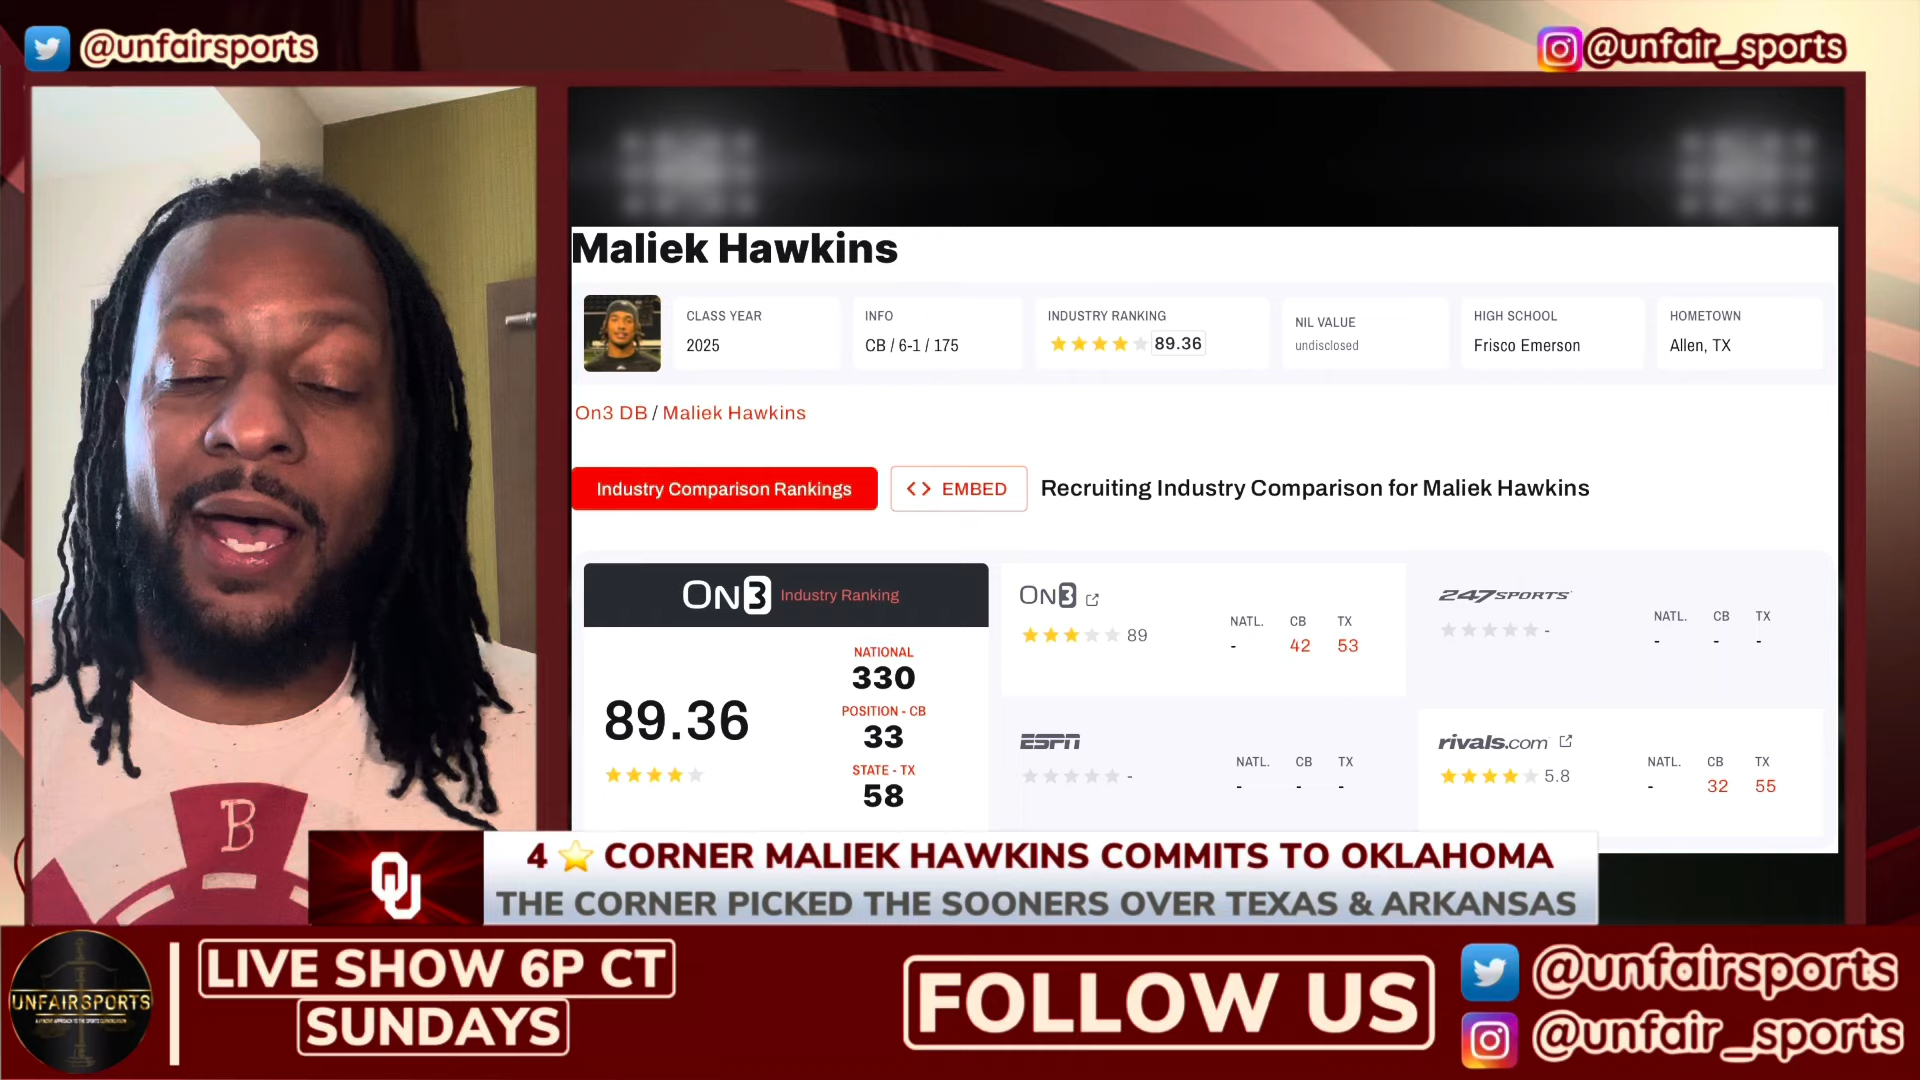 @unfairsports
@unfair_sports
Maliek Hawkins
CLASS YEAR
2025
INFO
CB / 6-1 / 175
INDUSTRY RANKING
89.36
NIL VALUE
undisclosed
HIGH SCHOOL
Frisco Emerson
HOMETOWN
Allen, TX
On3 DB / Maliek Hawkins
Industry Comparison Rankings
<> EMBED
Recruiting Industry Comparison for Maliek Hawkins
ON3 Industry Ranking
89.36
NATIONAL
330
POSITION - CB
33
STATE - TX
58
ON3
89
NATL. CB TX
- 42 53
247SPORTS
-
NATL. CB TX
- - -
ESPN
-
NATL. CB TX
- - -
rivals.com
5.8
NATL. CB TX
- 32 55
B
OU
4 ⭐ CORNER MALIEK HAWKINS COMMITS TO OKLAHOMA
THE CORNER PICKED THE SOONERS OVER TEXAS & ARKANSAS
UNFAIRSPORTS
LIVE SHOW 6P CT
SUNDAYS
FOLLOW US
@unfairsports
@unfair_sports